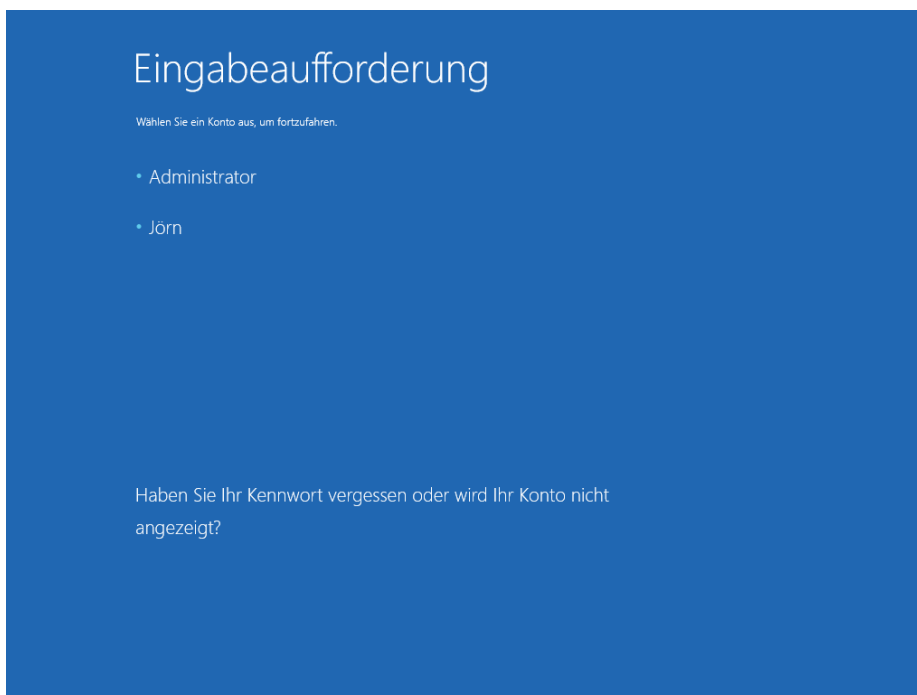 Eingabeaufforderung
Wählen Sie ein Konto aus, um fortzufahren.
• Administrator
• Jörn
Haben Sie Ihr Kennwort vergessen oder wird Ihr Konto nicht
angezeigt?